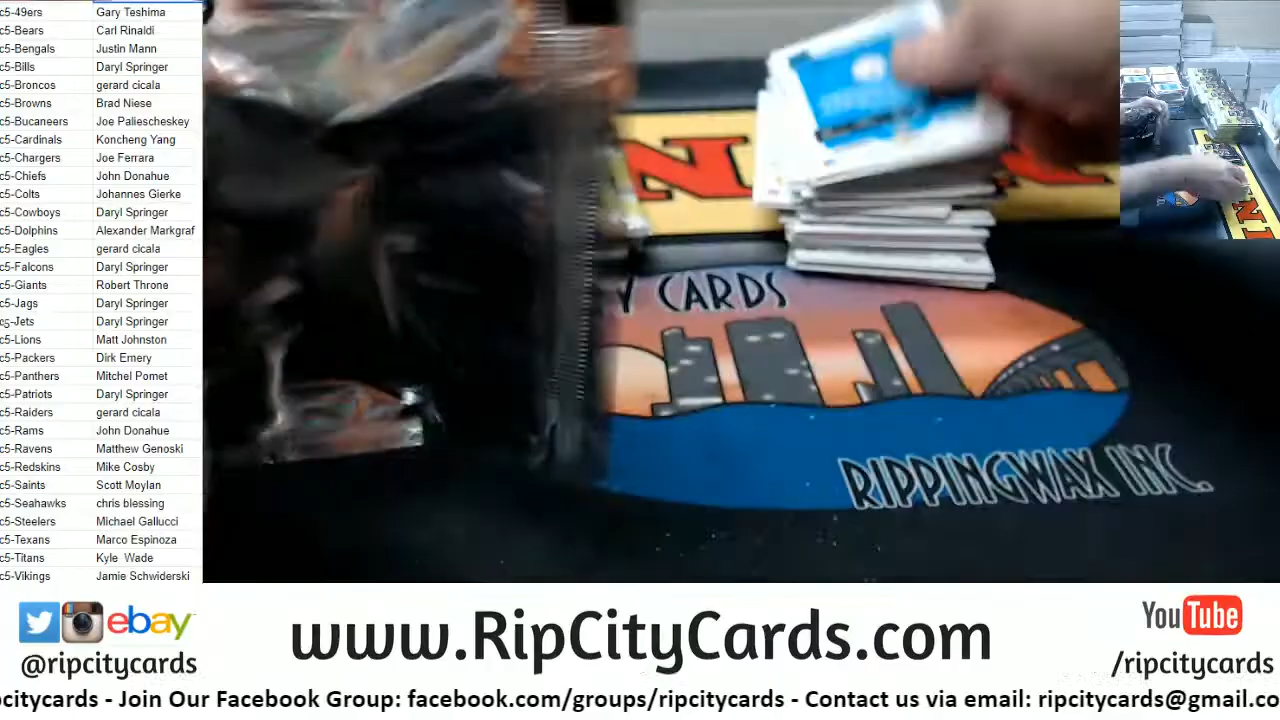 c5-49ers Gary Teshima
c5-Bears Carl Rinaldi
c5-Bengals Justin Mann
c5-Bills Daryl Springer
c5-Broncos gerard cicala
c5-Browns Brad Niese
c5-Bucaneers Joe Paliescheskey
c5-Cardinals Koncheng Yang
c5-Chargers Joe Ferrara
c5-Chiefs John Donahue
c5-Colts Johannes Gierke
c5-Cowboys Daryl Springer
c5-Dolphins Alexander Markgraf
c5-Eagles gerard cicala
c5-Falcons Daryl Springer
c5-Giants Robert Throne
c5-Jags Daryl Springer
c5-Jets Daryl Springer
c5-Lions Matt Johnston
c5-Packers Dirk Emery
c5-Panthers Mitchel Pomet
c5-Patriots Daryl Springer
c5-Raiders gerard cicala
c5-Rams John Donahue
c5-Ravens Matthew Genoski
c5-Redskins Mike Cosby
c5-Saints Scott Moylan
c5-Seahawks chris blessing
c5-Steelers Michael Gallucci
c5-Texans Marco Espinoza
c5-Titans Kyle Wade
c5-Vikings Jamie Schwiderski
Y CARDS
RIPPINGWAX INC.
ebay
@ripcitycards
www.RipCityCards.com
YouTube
/ripcitycards
pcitycards - Join Our Facebook Group: facebook.com/groups/ripcitycards - Contact us via email: ripcitycards@gmail.co